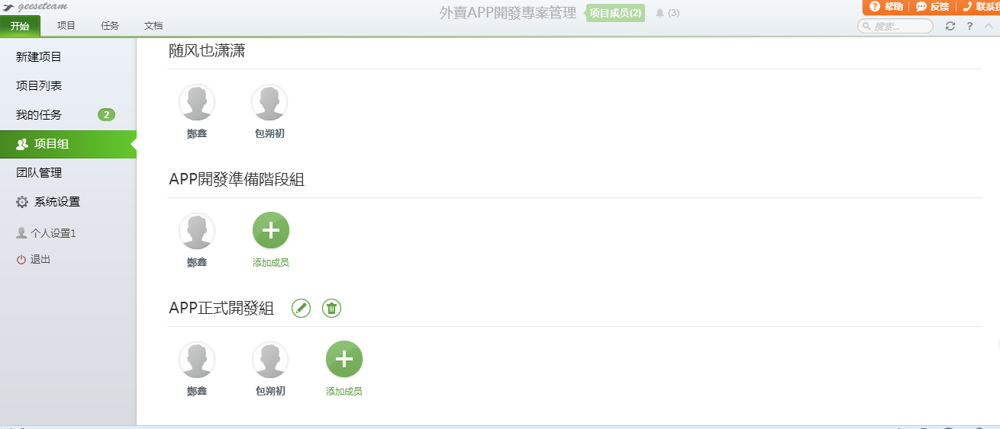 geeseteam
外賣APP開發專案管理 项目成员(2) (3)
帮助 反馈 联系我
开始 项目 任务 文档
搜索...
新建项目
项目列表
我的任务 2
项目组
团队管理
系统设置
个人设置1
退出
随风也潇潇
鄭鑫 包朔初
APP開發準備階段組
鄭鑫 添加成员
APP正式開發組
鄭鑫 包朔初 添加成员